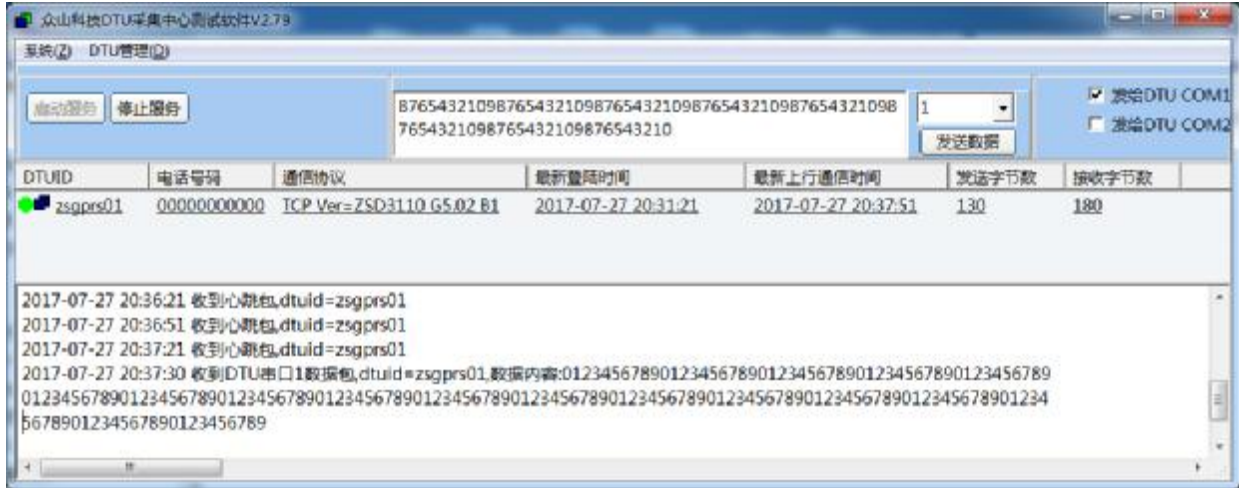 众山科技DTU采集中心测试软件V2.79
系统(Z) DTU管理(D)
启动服务 停止服务
876543210987654321098765432109876543210987654321098
7654321098765432109876543210
1
发送数据
发给DTU COM1
发给DTU COM2
DTUID 电话号码 通信协议 最新登陆时间 最新上行通信时间 发送字节数 接收字节数
zsgprs01 00000000000 TCP Ver=ZSD3110 G5.02 B1 2017-07-27 20:31:21 2017-07-27 20:37:51 130 180
2017-07-27 20:36:21 收到心跳包,dtuid=zsgprs01
2017-07-27 20:36:51 收到心跳包,dtuid=zsgprs01
2017-07-27 20:37:21 收到心跳包,dtuid=zsgprs01
2017-07-27 20:37:30 收到DTU串口1数据包,dtuid=zsgprs01,数据内容:01234567890123456789012345678901234567890123456789
012345678901234567890123456789012345678901234567890123456789012345678901234567890123456789012345678901234
5678901234567890123456789